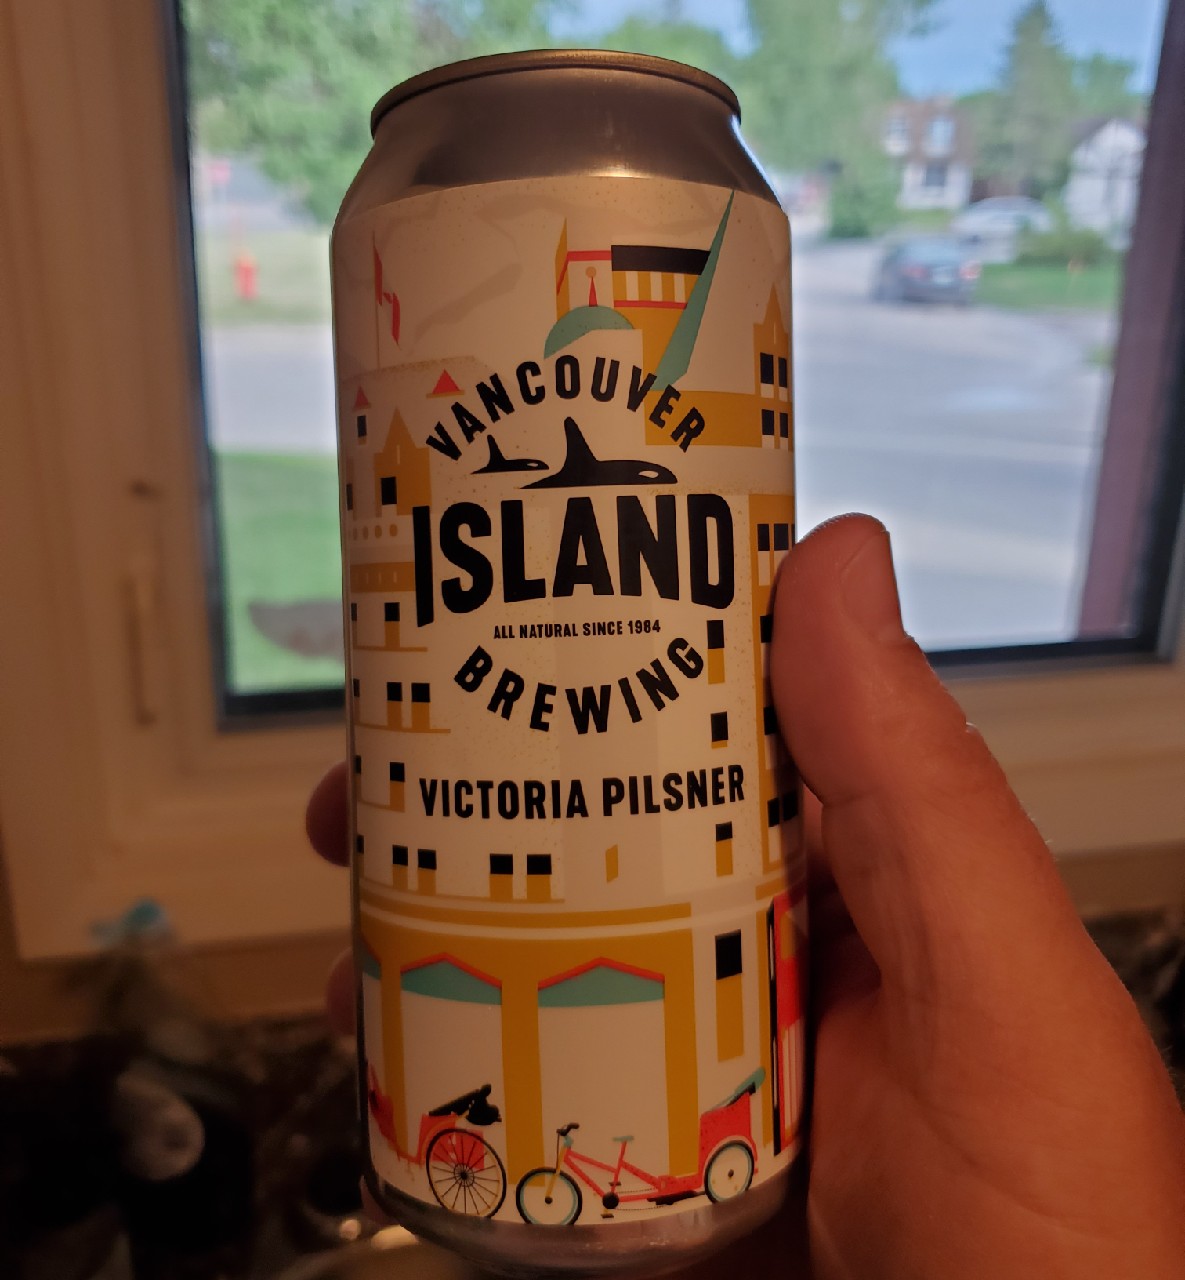 VANCOUVER
ISLAND
ALL NATURAL SINCE 1984
BREWING
VICTORIA PILSNER